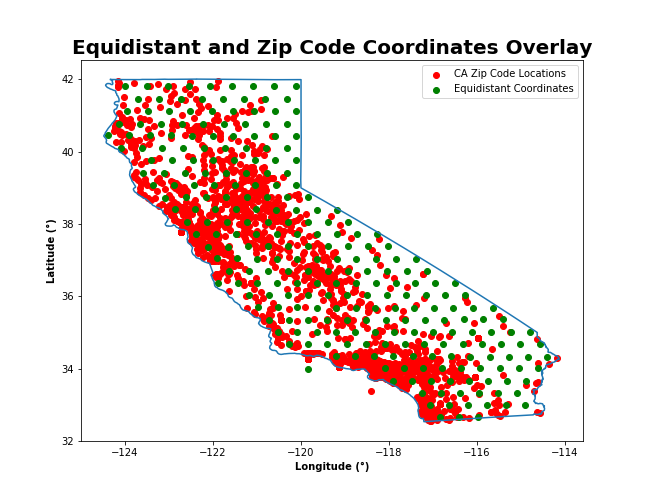 Equidistant and Zip Code Coordinates Overlay
CA Zip Code Locations
Equidistant Coordinates
42
40
38
36
34
32
Latitude (°)
−124
−122
−120
−118
−116
−114
Longitude (°)